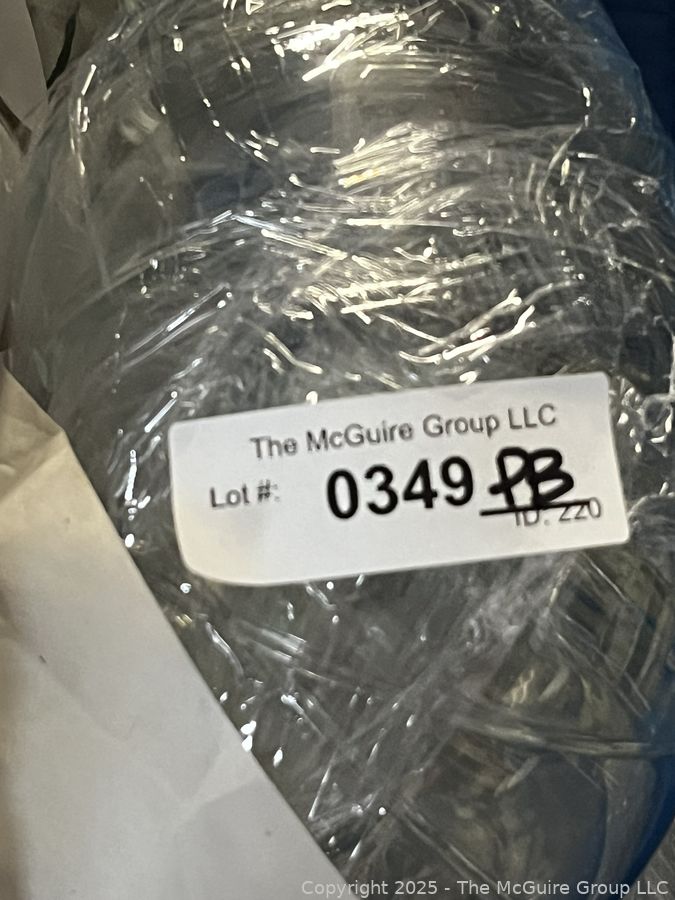 The McGuire Group LLC
Lot #: 0349 PB
ID: 220
Copyright 2025 - The McGuire Group LLC